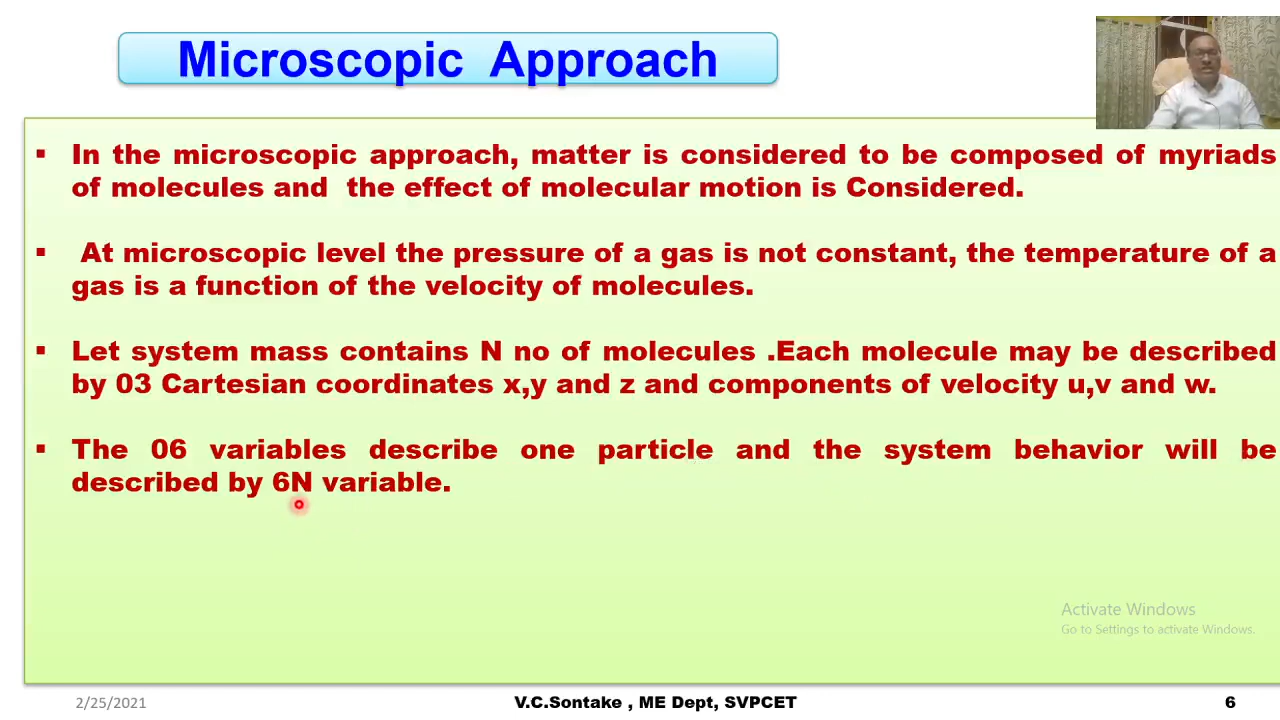 Microscopic Approach
▪ In the microscopic approach, matter is considered to be composed of myriads
of molecules and the effect of molecular motion is Considered.
▪ At microscopic level the pressure of a gas is not constant, the temperature of a
gas is a function of the velocity of molecules.
▪ Let system mass contains N no of molecules .Each molecule may be described
by 03 Cartesian coordinates x,y and z and components of velocity u,v and w.
▪ The 06 variables describe one particle and the system behavior will be
described by 6N variable.
Activate Windows
Go to Settings to activate Windows.
2/25/2021
V.C.Sontake , ME Dept, SVPCET
6